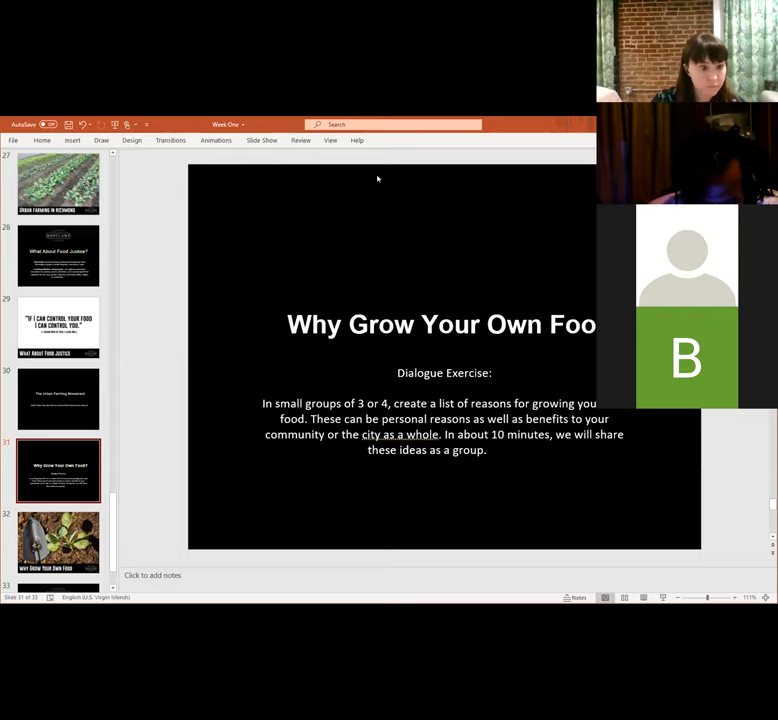 AutoSave Off
Week One
Search
File Home Insert Draw Design Transitions Animations Slide Show Review View Help
27
URBAN FARMING IN RICHMOND
28
What About Food Justice?
29
"IF I CAN CONTROL YOUR FOOD
I CAN CONTROL YOU."
WHAT ABOUT FOOD JUSTICE
30
The Urban Farming Movement
31
Why Grow Your Own Food?
32
WHY GROW YOUR OWN FOOD
33
Why Grow Your Own Foo
Dialogue Exercise:
In small groups of 3 or 4, create a list of reasons for growing you
food. These can be personal reasons as well as benefits to your
community or the city as a whole. In about 10 minutes, we will share
these ideas as a group.
B
Click to add notes
Slide 31 of 33 English (U.S. Virgin Islands) Notes 111%